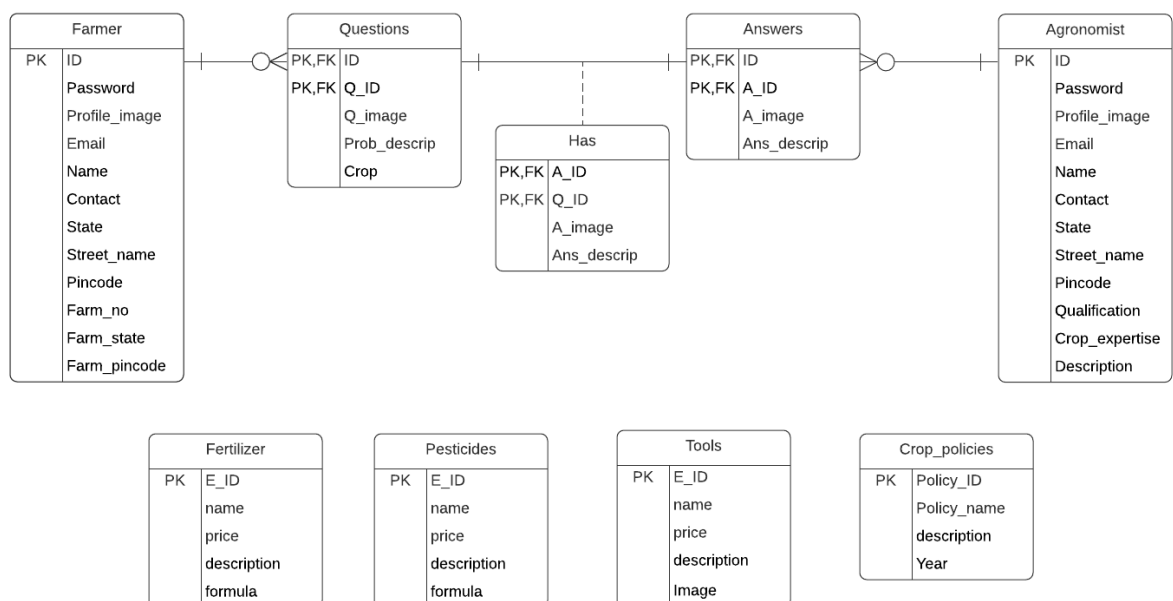 Farmer
PK ID
Password
Profile_image
Email
Name
Contact
State
Street_name
Pincode
Farm_no
Farm_state
Farm_pincode
Questions
PK,FK ID
PK,FK Q_ID
Q_image
Prob_descrip
Crop
Has
PK,FK A_ID
PK,FK Q_ID
A_image
Ans_descrip
Answers
PK,FK ID
PK,FK A_ID
A_image
Ans_descrip
Agronomist
PK ID
Password
Profile_image
Email
Name
Contact
State
Street_name
Pincode
Qualification
Crop_expertise
Description
Fertilizer
PK E_ID
name
price
description
formula
Pesticides
PK E_ID
name
price
description
formula
Tools
PK E_ID
name
price
description
Image
Crop_policies
PK Policy_ID
Policy_name
description
Year